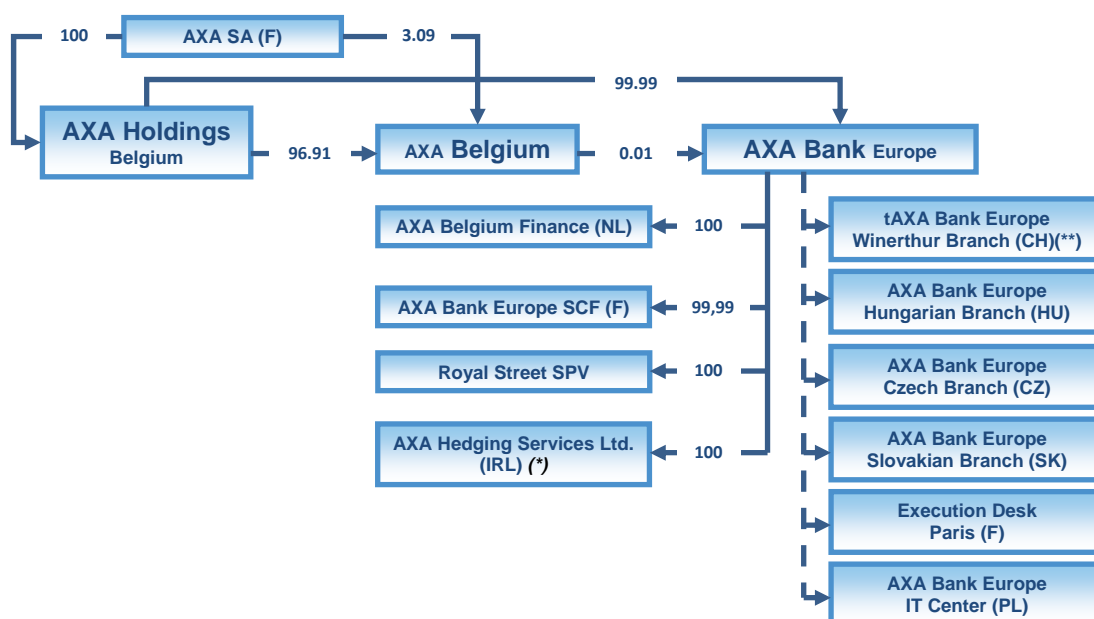 100
AXA SA (F)
3.09
99.99
AXA Holdings
Belgium
96.91
AXA Belgium
0.01
AXA Bank Europe
AXA Belgium Finance (NL)
100
tAXA Bank Europe
Winerthur Branch (CH)(**)
AXA Bank Europe SCF (F)
99,99
AXA Bank Europe
Hungarian Branch (HU)
Royal Street SPV
100
AXA Bank Europe
Czech Branch (CZ)
AXA Hedging Services Ltd.
(IRL) (*)
100
AXA Bank Europe
Slovakian Branch (SK)
Execution Desk
Paris (F)
AXA Bank Europe
IT Center (PL)